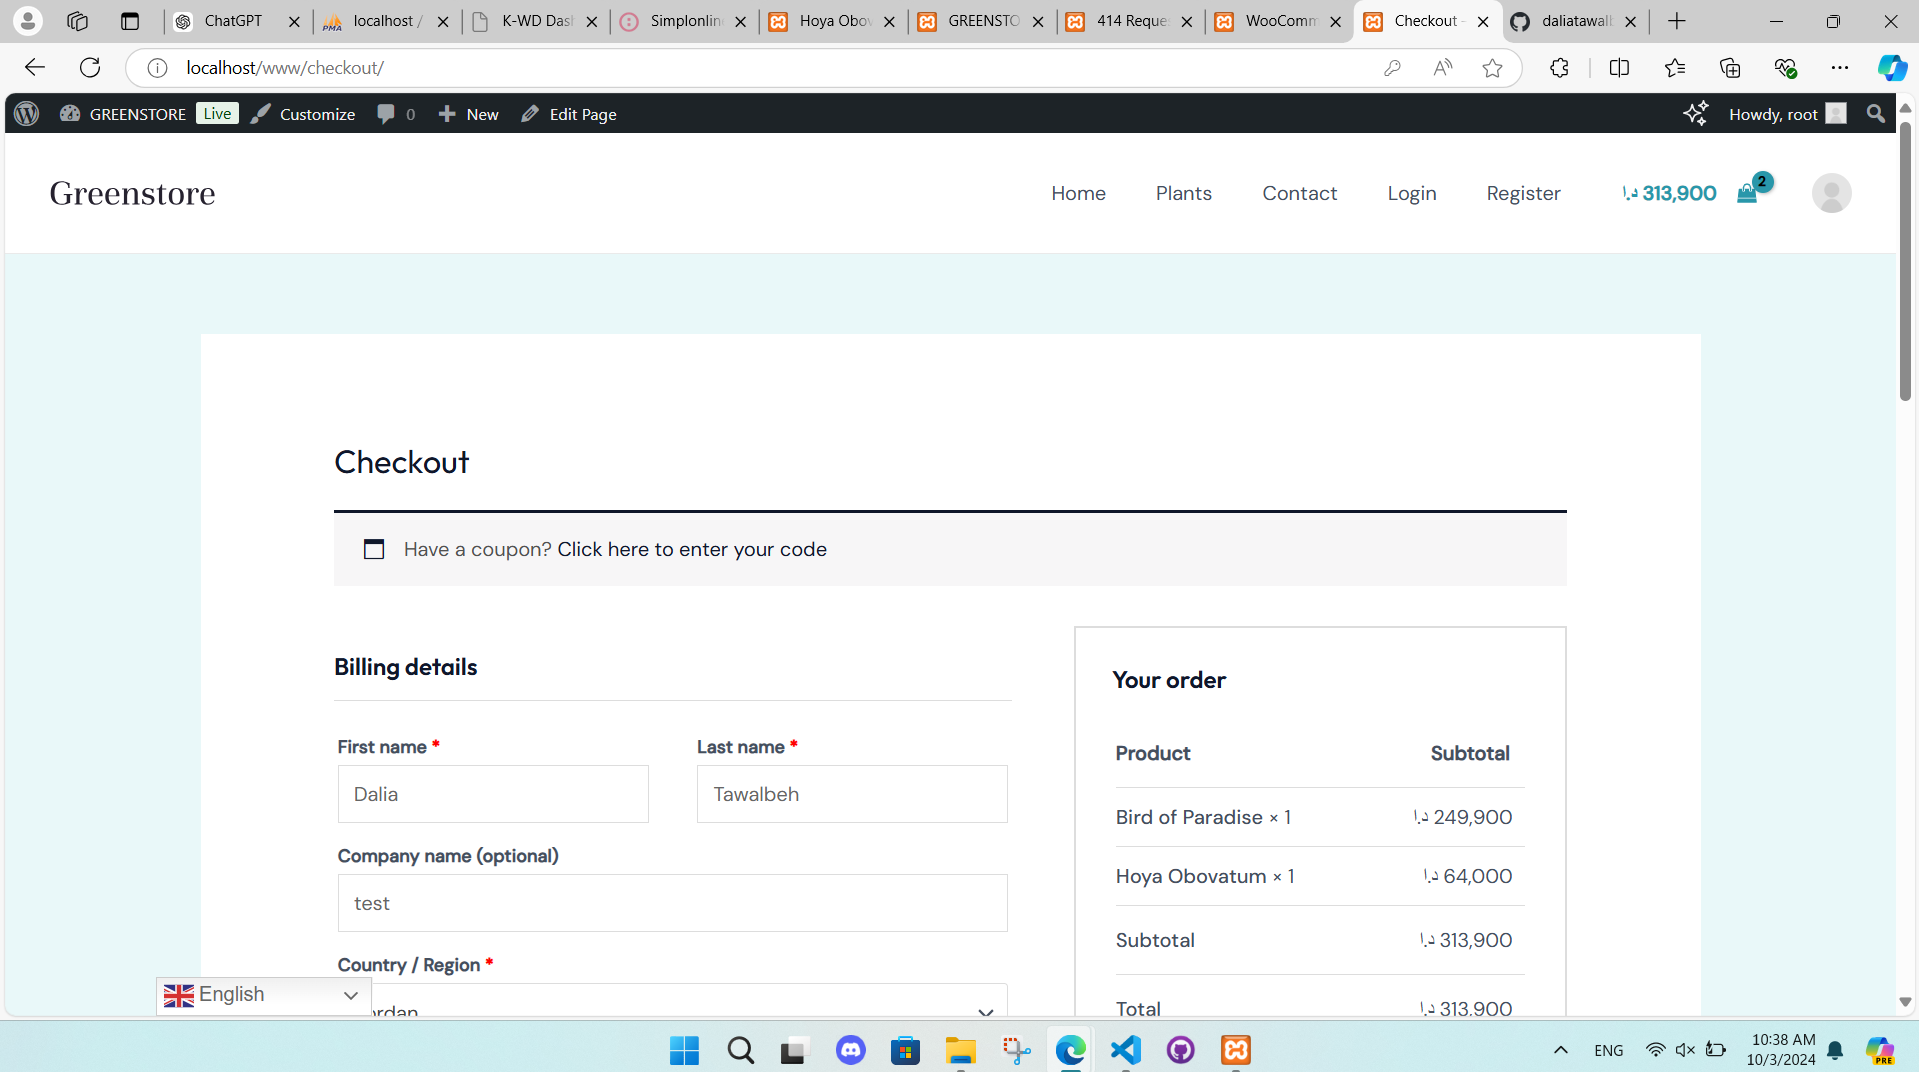 ChatGPT
localhost /
K-WD Das
Simplonlin
Hoya Obov
GREENSTO
414 Reque
WooComm
Checkout -
daliatawalb
localhost/www/checkout/
GREENSTORE
Live
Customize
0
New
Edit Page
Howdy, root
Greenstore
Home
Plants
Contact
Login
Register
د.ا 313,900
2
Checkout
Have a coupon? Click here to enter your code
Billing details
First name *
Last name *
Dalia
Tawalbeh
Company name (optional)
test
Country / Region *
rdan
Your order
Product Subtotal
Bird of Paradise × 1 د.ا 249,900
Hoya Obovatum × 1 د.ا 64,000
Subtotal د.ا 313,900
Total د.ا 313,900
English
ENG
10:38 AM
10/3/2024
PRE